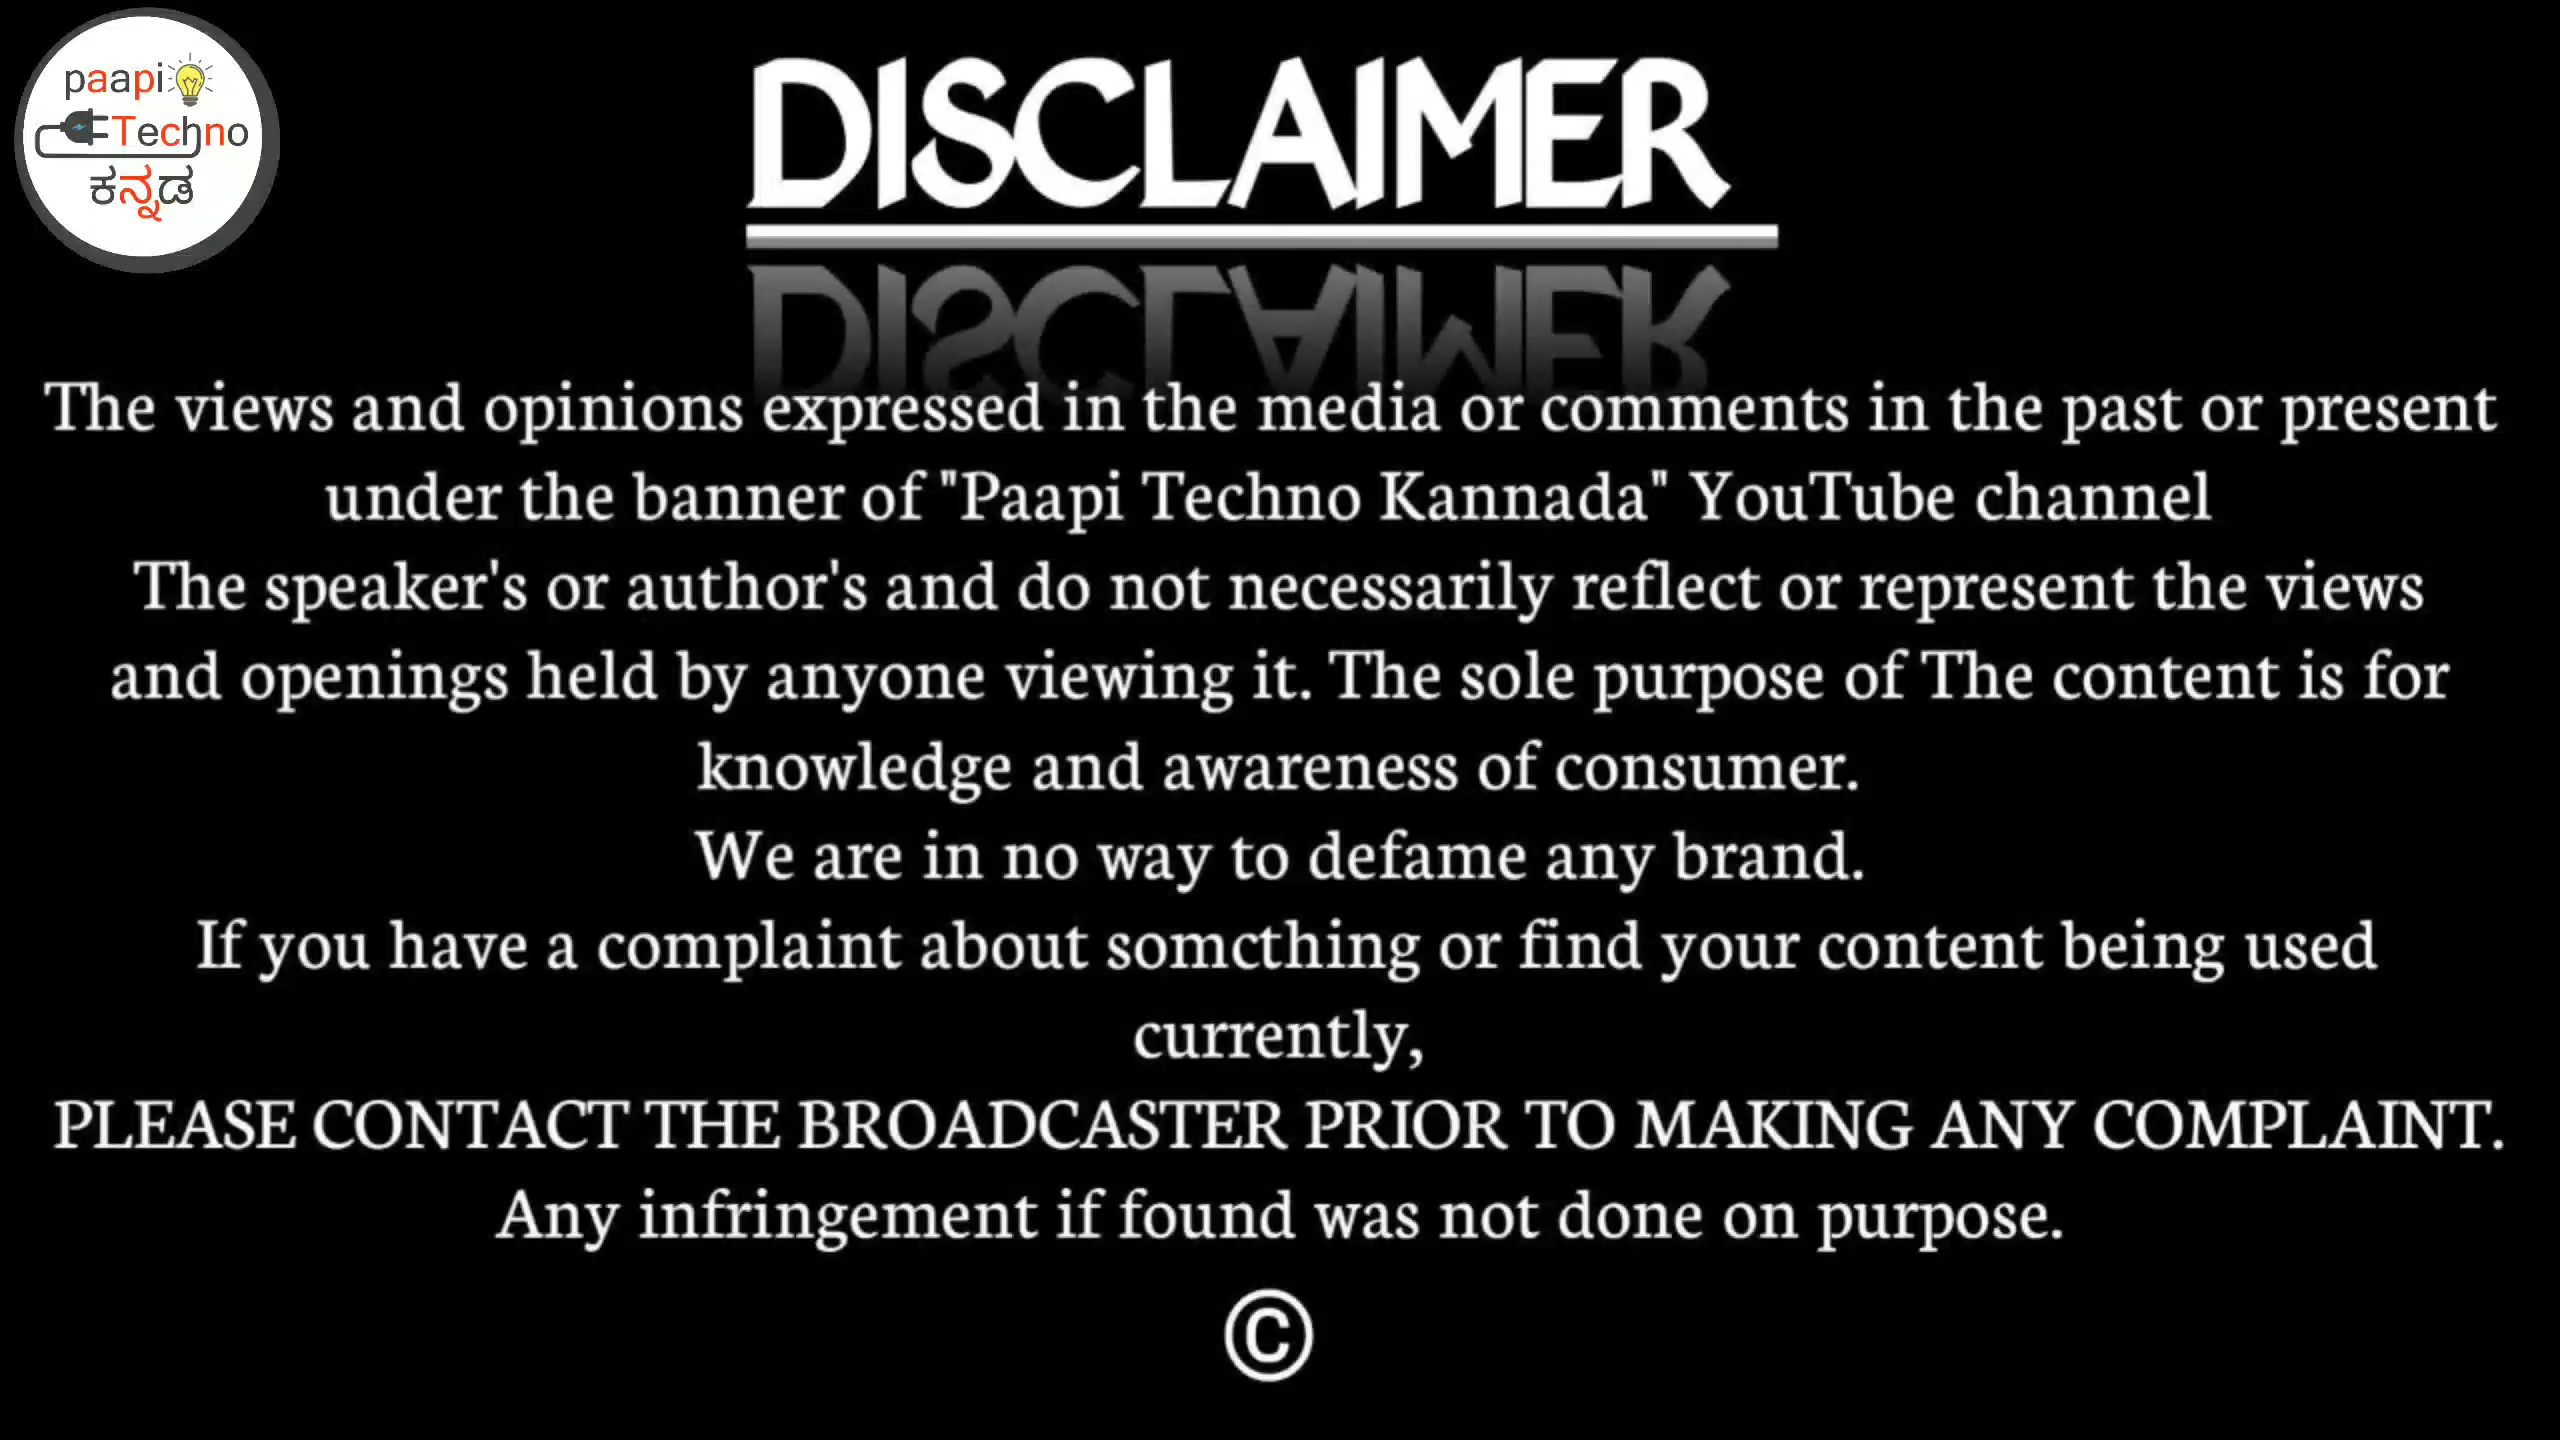 paapi
Techno
ಕನ್ನಡ
DISCLAIMER
The views and opinions expressed in the media or comments in the past or present
under the banner of "Paapi Techno Kannada" YouTube channel
The speaker's or author's and do not necessarily reflect or represent the views
and openings held by anyone viewing it. The sole purpose of The content is for
knowledge and awareness of consumer.
We are in no way to defame any brand.
If you have a complaint about somcthing or find your content being used
currently,
PLEASE CONTACT THE BROADCASTER PRIOR TO MAKING ANY COMPLAINT.
Any infringement if found was not done on purpose.
©